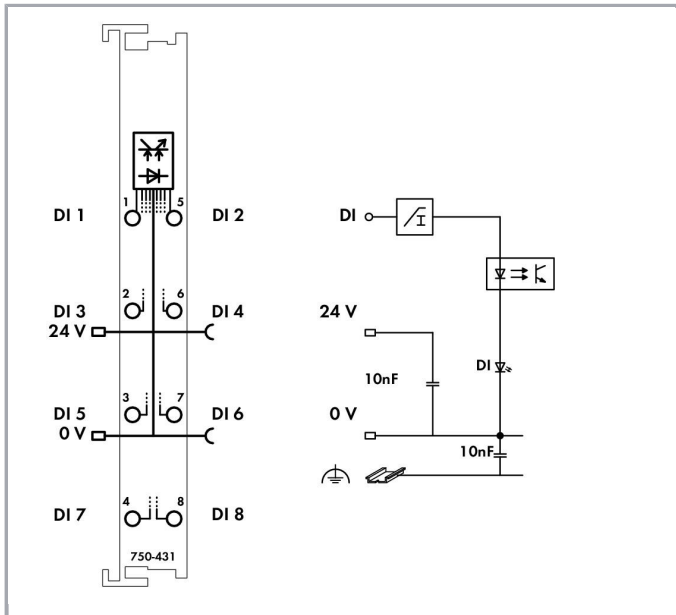 1 5
DI 1 DI 2
2 6
DI 3 DI 4
24 V
3 7
DI 5 DI 6
0 V
4 8
DI 7 DI 8
750-431
DI
I
24 V
DI
10nF
0 V
10nF